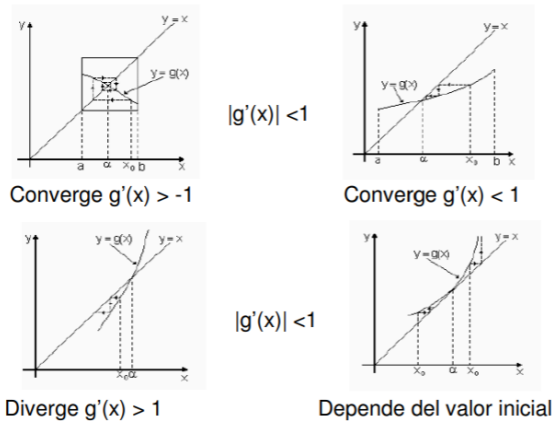 y
y=x
y=g(x)
a
α
x₀
b
x
Converge g'(x) > -1
|g'(x)| <1
y
y=x
y=g(x)
a
α
x₀
b
x
Converge g'(x) < 1
y
y=g(x)
y=x
x₀
α
x
Diverge g'(x) > 1
|g'(x)| <1
y
y=x
y=g(x)
x₀
α
x₀
x
Depende del valor inicial